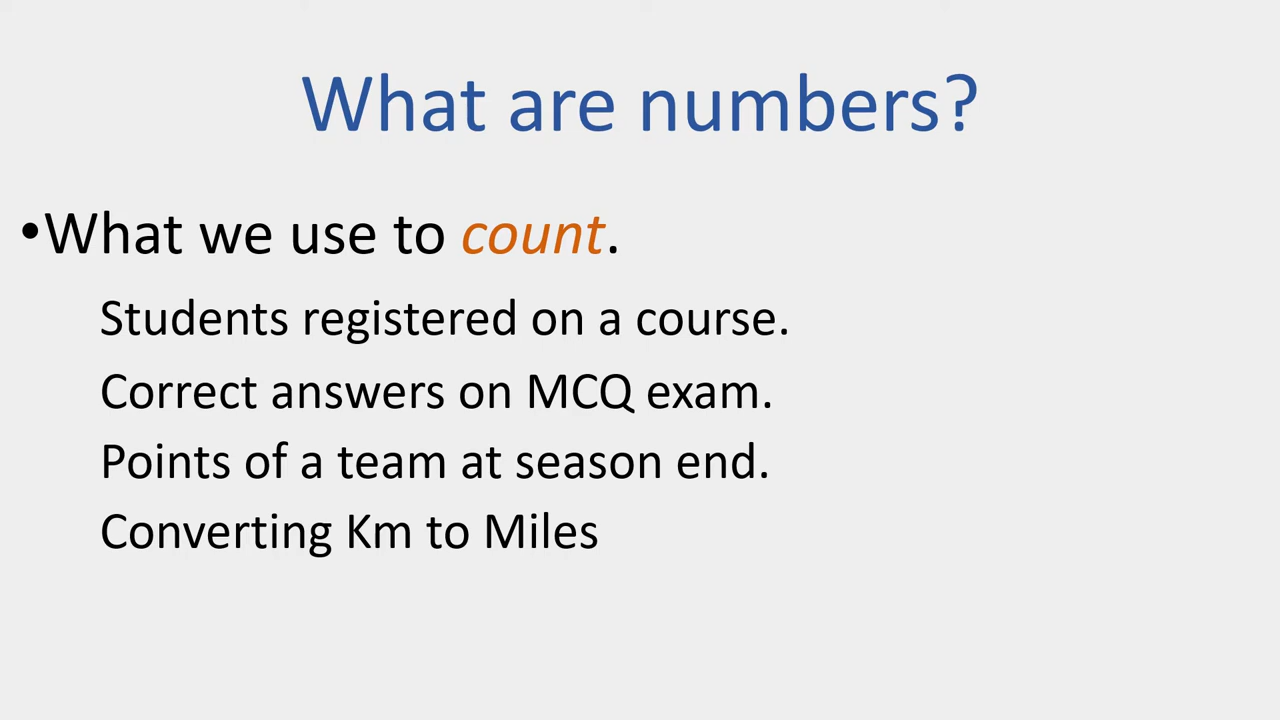 What are numbers?
•What we use to count.
Students registered on a course.
Correct answers on MCQ exam.
Points of a team at season end.
Converting Km to Miles